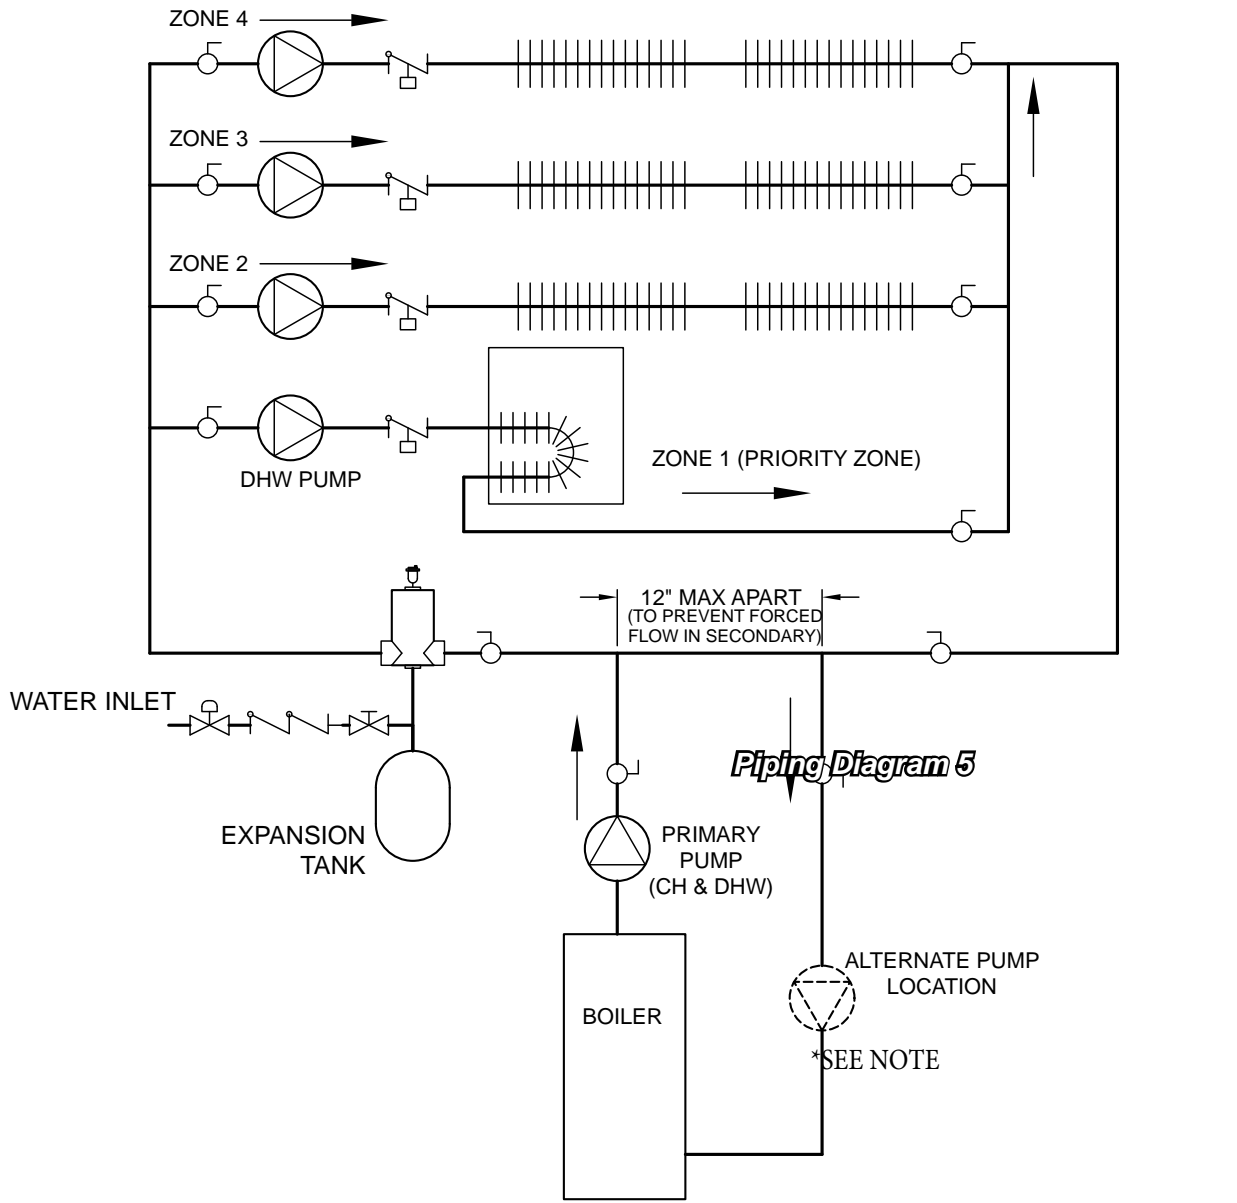 ZONE 4
ZONE 3
ZONE 2
DHW PUMP
ZONE 1 (PRIORITY ZONE)
12" MAX APART
(TO PREVENT FORCED
FLOW IN SECONDARY)
WATER INLET
Piping Diagram 5
EXPANSION
TANK
PRIMARY
PUMP
(CH & DHW)
ALTERNATE PUMP
LOCATION
BOILER
*SEE NOTE